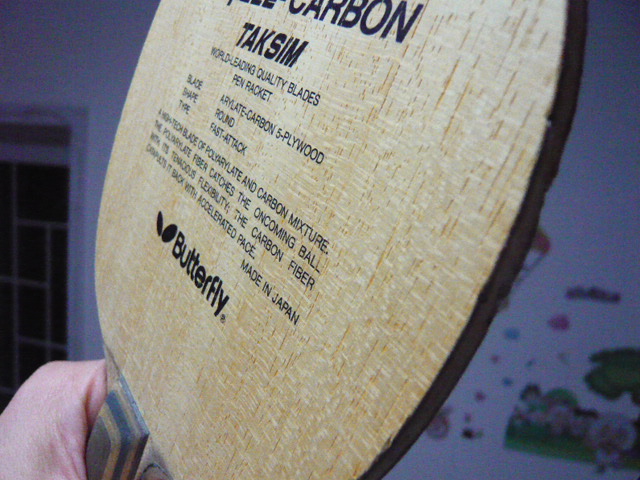 -CARBON
TAKSIM
WORLD-LEADING QUALITY BLADES
PEN RACKET
BLADE ARYLATE-CARBON 5-PLYWOOD
SHAPE ROUND
TYPE FAST-ATTACK
A HIGH-TECH BLADE OF POLYARYLATE AND CARBON MIXTURE.
THE POLYARYLATE FIBER CATCHES THE ONCOMING BALL
WITH ITS TENACIOUS FLEXIBILITY; THE CARBON FIBER
CATAPULTS IT BACK WITH ACCELERATED PACE.
MADE IN JAPAN
Butterfly®